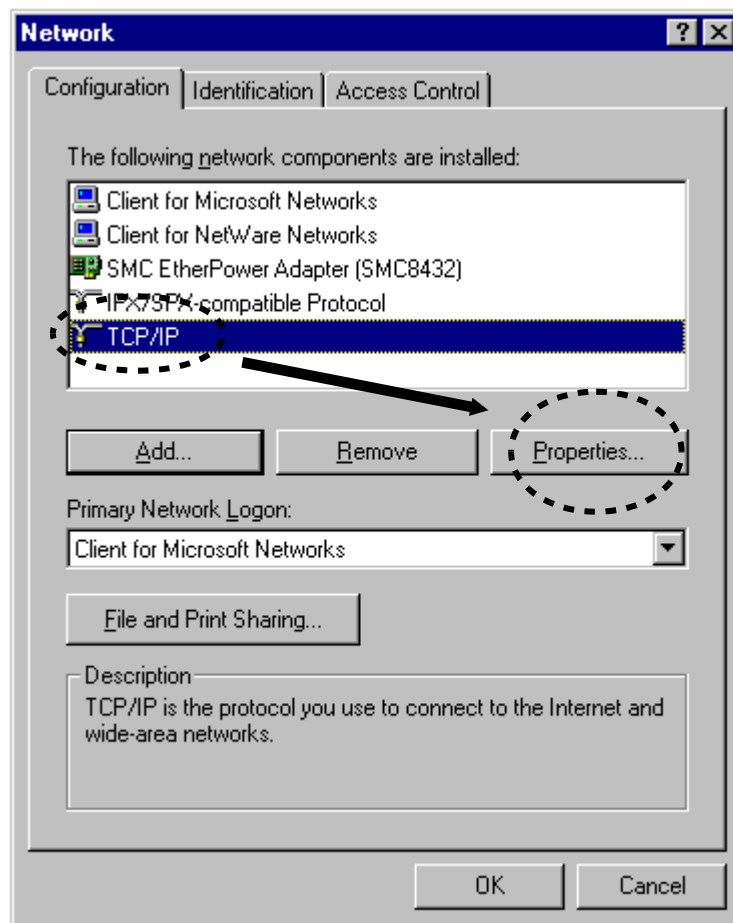 Network
Configuration Identification Access Control
The following network components are installed:
Client for Microsoft Networks
Client for NetWare Networks
SMC EtherPower Adapter (SMC8432)
IPX/SPX-compatible Protocol
TCP/IP
Add... Remove Properties...
Primary Network Logon:
Client for Microsoft Networks
File and Print Sharing...
Description
TCP/IP is the protocol you use to connect to the Internet and
wide-area networks.
OK Cancel